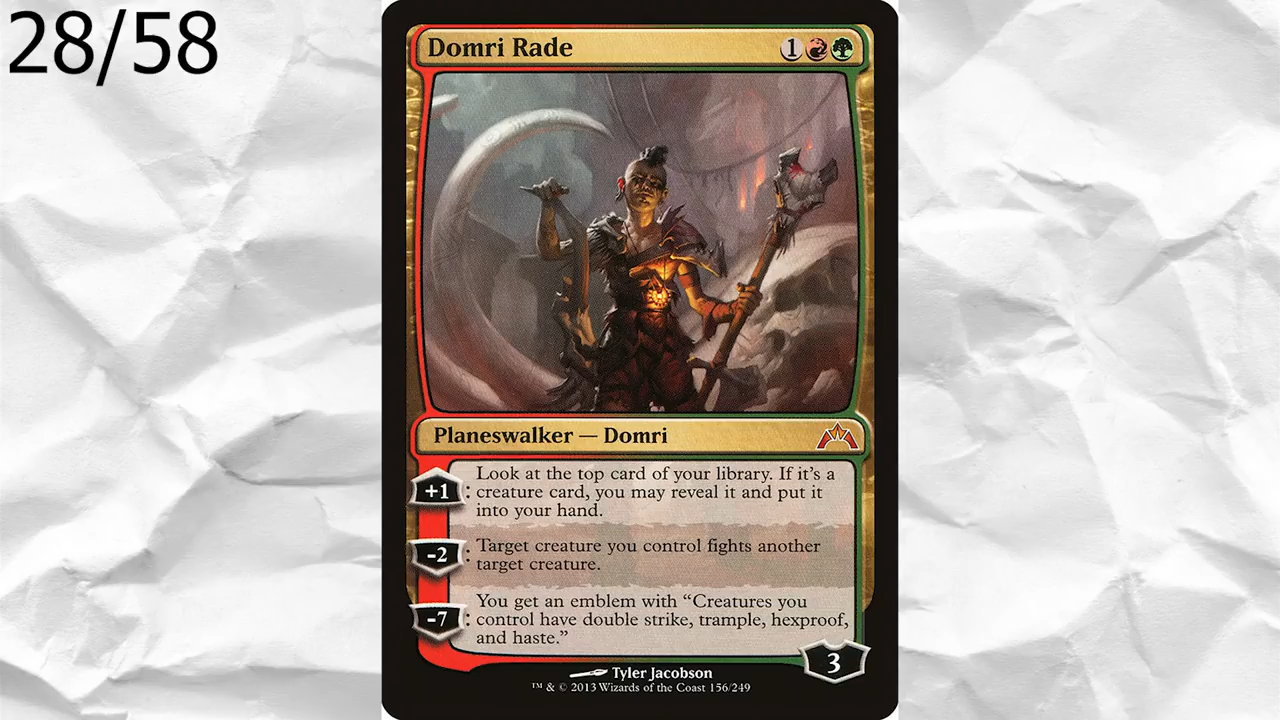 28/58
Domri Rade 1
Planeswalker — Domri
+1: Look at the top card of your library. If it's a
creature card, you may reveal it and put it
into your hand.
-2: Target creature you control fights another
target creature.
-7: You get an emblem with “Creatures you
control have double strike, trample, hexproof,
and haste.”
3
Tyler Jacobson
™ & © 2013 Wizards of the Coast 156/249